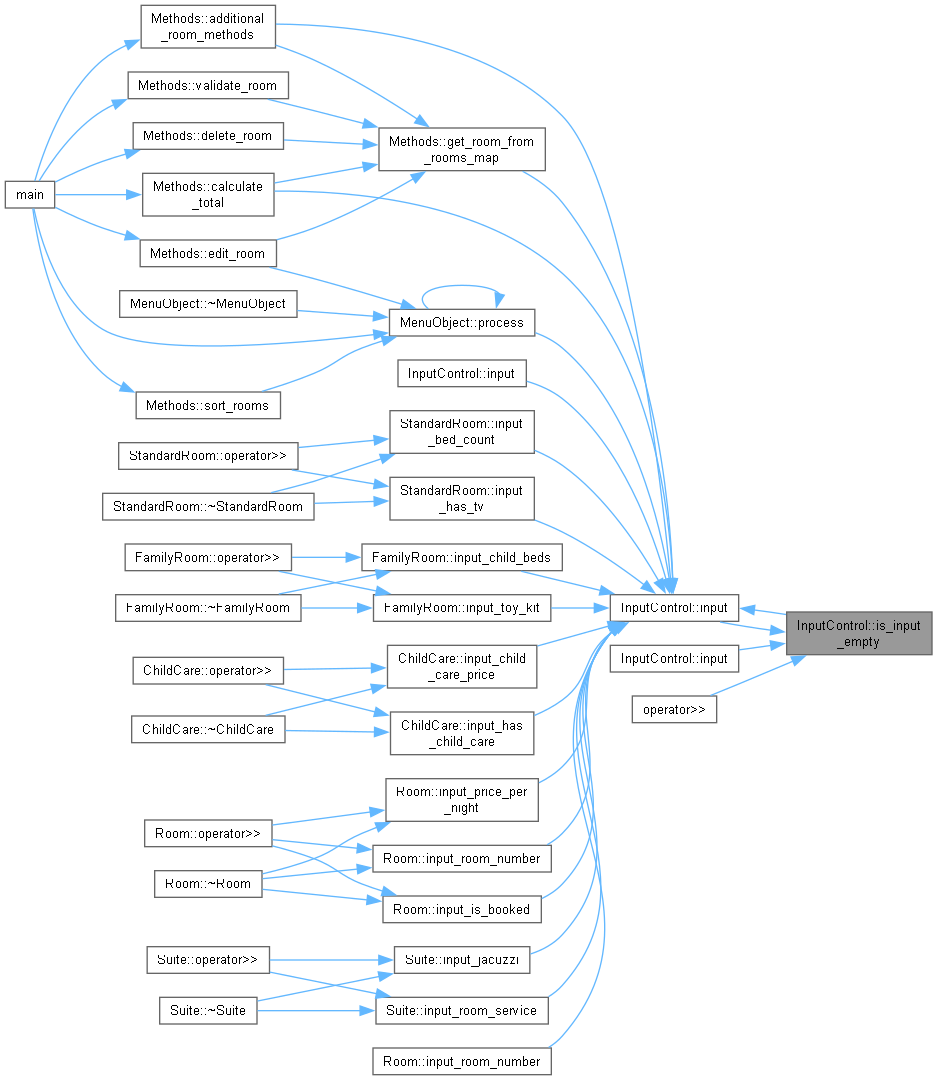 Methods::additional
_room_methods
Methods::validate_room
Methods::delete_room
Methods::get_room_from
_rooms_map
main
Methods::calculate
_total
Methods::edit_room
MenuObject::~MenuObject
MenuObject::process
InputControl::input
Methods::sort_rooms
StandardRoom::input
_bed_count
StandardRoom::operator>>
StandardRoom::input
_has_tv
StandardRoom::~StandardRoom
FamilyRoom::operator>>
FamilyRoom::input_child_beds
FamilyRoom::~FamilyRoom
FamilyRoom::input_toy_kit
InputControl::input
InputControl::is_input
_empty
ChildCare::operator>>
ChildCare::input_child
_care_price
InputControl::input
operator>>
ChildCare::~ChildCare
ChildCare::input_has
_child_care
Room::input_price_per
_night
Room::operator>>
Room::input_room_number
Room::~Room
Room::input_is_booked
Suite::operator>>
Suite::input_jacuzzi
Suite::~Suite
Suite::input_room_service
Room::input_room_number